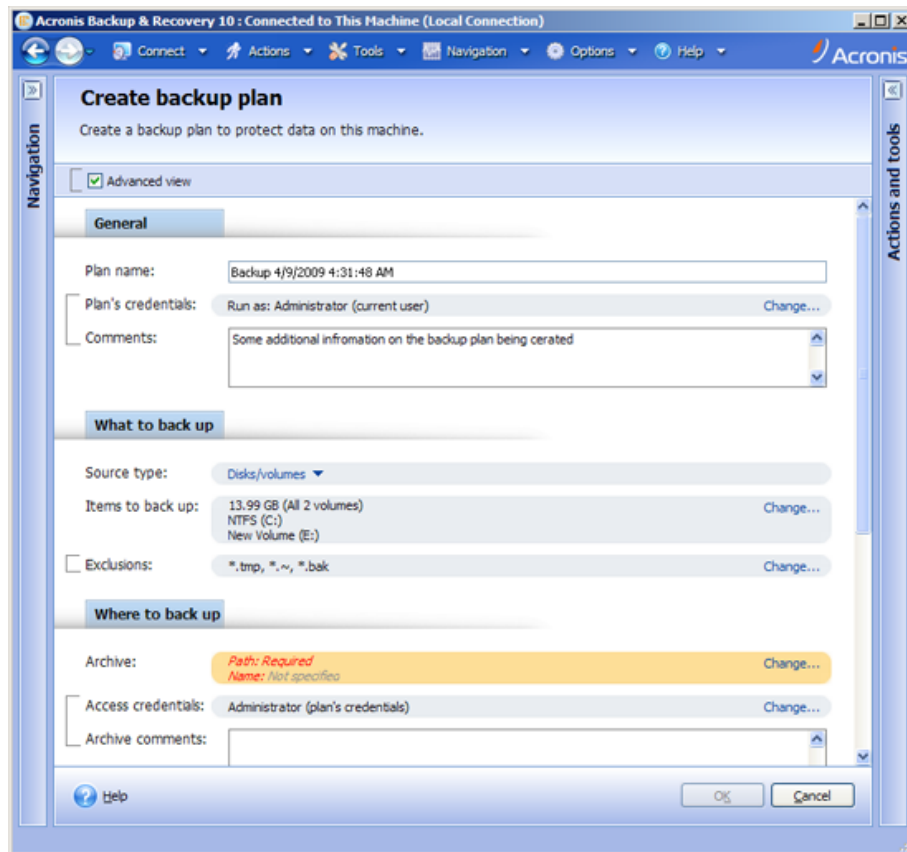 Acronis Backup & Recovery 10 : Connected to This Machine (Local Connection)
Connect Actions Tools Navigation Options Help Acronis
Navigation
Actions and tools
Create backup plan
Create a backup plan to protect data on this machine.
Advanced view
General
Plan name: Backup 4/9/2009 4:31:48 AM
Plan's credentials: Run as: Administrator (current user) Change...
Comments: Some additional infromation on the backup plan being cerated
What to back up
Source type: Disks/volumes
Items to back up: 13.99 GB (All 2 volumes) Change...
NTFS (C:)
New Volume (E:)
Exclusions: *.tmp, *.~, *.bak Change...
Where to back up
Archive: Path: Required Change...
Name: Not specified
Access credentials: Administrator (plan's credentials) Change...
Archive comments:
Help OK Cancel